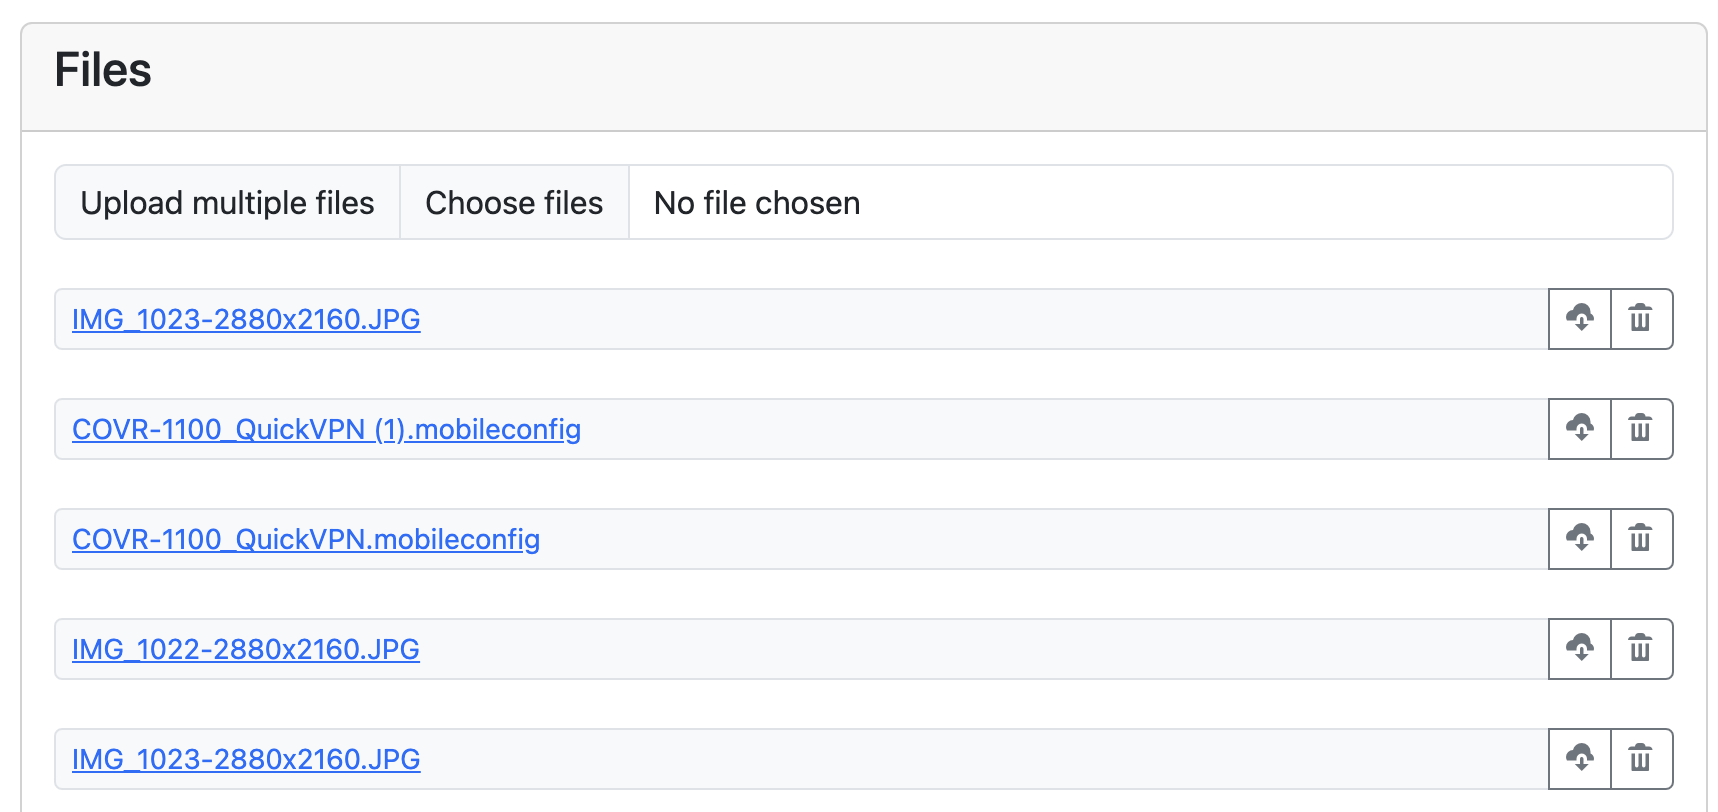 Files
Upload multiple files Choose files No file chosen
IMG_1023-2880x2160.JPG
COVR-1100_QuickVPN (1).mobileconfig
COVR-1100_QuickVPN.mobileconfig
IMG_1022-2880x2160.JPG
IMG_1023-2880x2160.JPG